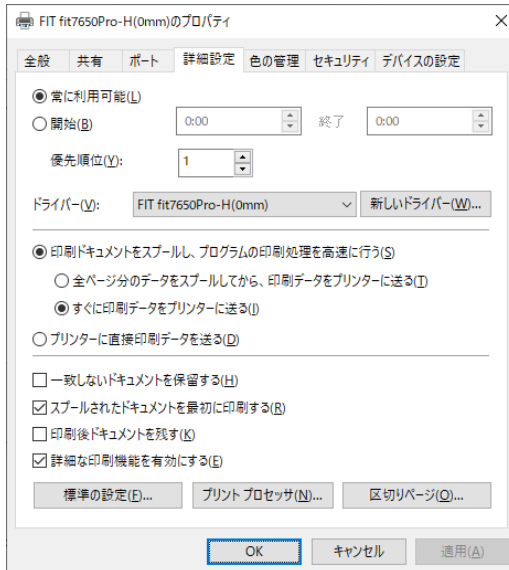 FIT fit7650Pro-H(0mm)のプロパティ
全般 共有 ポート 詳細設定 色の管理 セキュリティ デバイスの設定
常に利用可能(L)
開始(B) 0:00 終了 0:00
優先順位(Y): 1
ドライバー(V): FIT fit7650Pro-H(0mm) 新しいドライバー(W)...
印刷ドキュメントをスプールし、プログラムの印刷処理を高速に行う(S)
全ページ分のデータをスプールしてから、印刷データをプリンターに送る(T)
すぐに印刷データをプリンターに送る(I)
プリンターに直接印刷データを送る(D)
一致しないドキュメントを保留する(H)
スプールされたドキュメントを最初に印刷する(R)
印刷後ドキュメントを残す(K)
詳細な印刷機能を有効にする(E)
標準の設定(F)... プリント プロセッサ(N)... 区切りページ(O)...
OK キャンセル 適用(A)